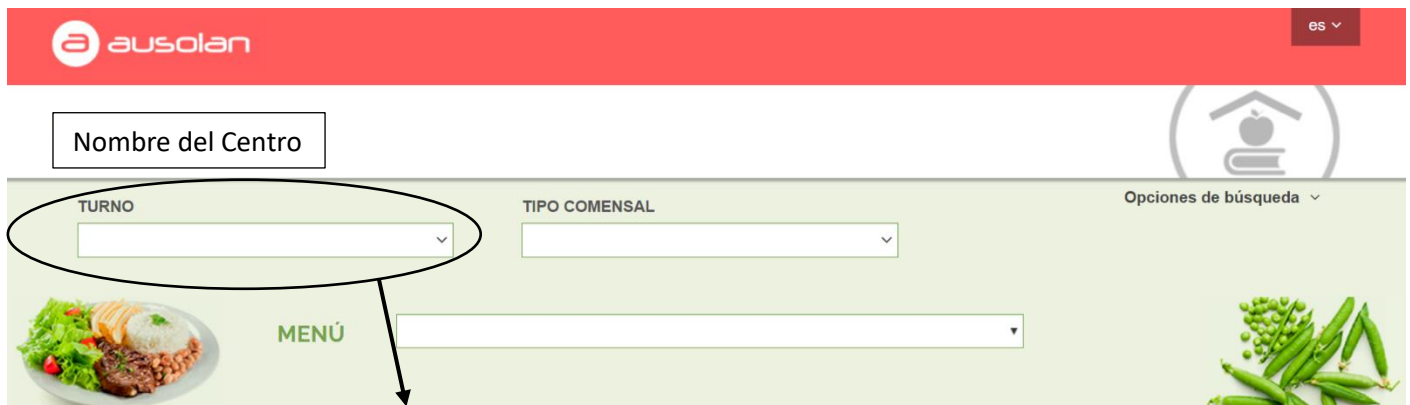 ausolan
es
Nombre del Centro
Opciones de búsqueda
TURNO
TIPO COMENSAL
MENÚ